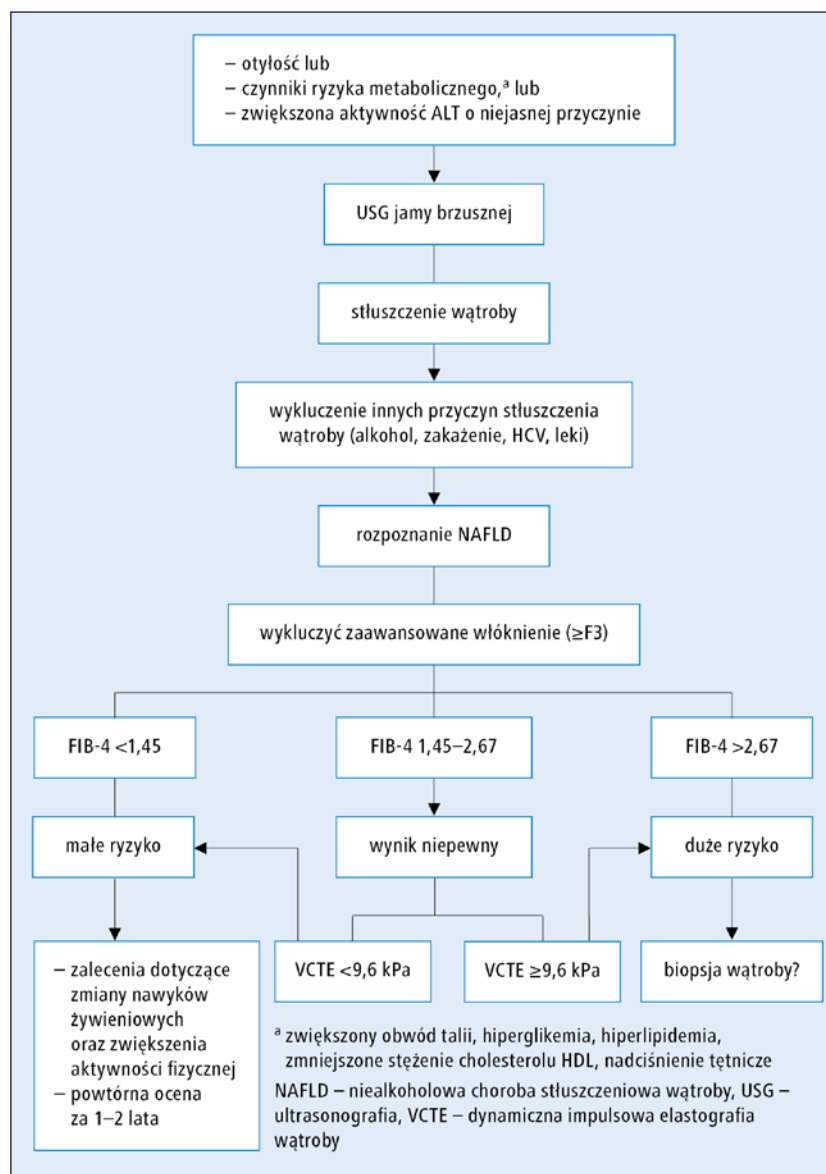 – otyłość lub
– czynniki ryzyka metabolicznego,ᵃ lub
– zwiększona aktywność ALT o niejasnej przyczynie
USG jamy brzusznej
stłuszczenie wątroby
wykluczenie innych przyczyn stłuszczenia
wątroby (alkohol, zakażenie, HCV, leki)
rozpoznanie NAFLD
wykluczyć zaawansowane włóknienie (≥F3)
FIB-4 <1,45
FIB-4 1,45–2,67
FIB-4 >2,67
małe ryzyko
wynik niepewny
duże ryzyko
– zalecenia dotyczące
zmiany nawyków
żywieniowych
oraz zwiększenia
aktywności fizycznej
– powtórna ocena
za 1–2 lata
VCTE <9,6 kPa
VCTE ≥9,6 kPa
biopsja wątroby?
ᵃ zwiększony obwód talii, hiperglikemia, hiperlipidemia,
zmniejszone stężenie cholesterolu HDL, nadciśnienie tętnicze
NAFLD – niealkoholowa choroba stłuszczeniowa wątroby, USG –
ultrasonografia, VCTE – dynamiczna impulsowa elastografia
wątroby